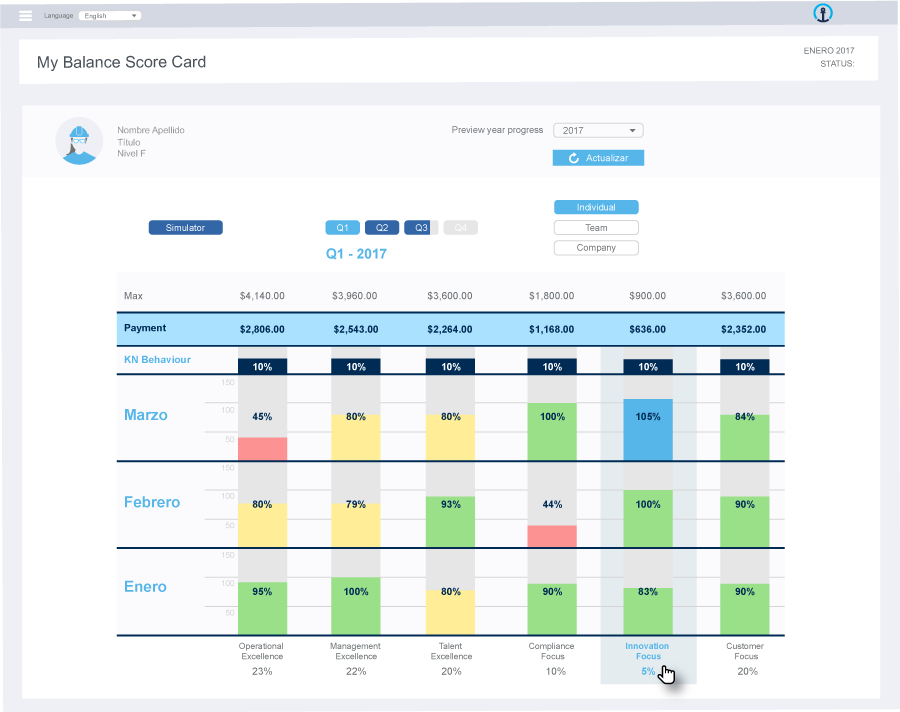 Language English
My Balance Score Card
ENERO 2017
STATUS:
Nombre Apellido
Título
Nivel F
Preview year progress 2017
Actualizar
Simulator
Q1 Q2 Q3 Q4
Q1 - 2017
Individual
Team
Company
Max $4,140.00 $3,960.00 $3,600.00 $1,800.00 $900.00 $3,600.00
Payment $2,806.00 $2,543.00 $2,264.00 $1,168.00 $636.00 $2,352.00
KN Behaviour 10% 10% 10% 10% 10% 10%
150
100
Marzo 45% 80% 80% 100% 105% 84%
50
150
100
Febrero 80% 79% 93% 44% 100% 90%
50
150
100
Enero 95% 100% 80% 90% 83% 90%
50
Operational Management Talent Compliance Innovation Customer
Excellence Excellence Excellence Focus Focus Focus
23% 22% 20% 10% 5% 20%